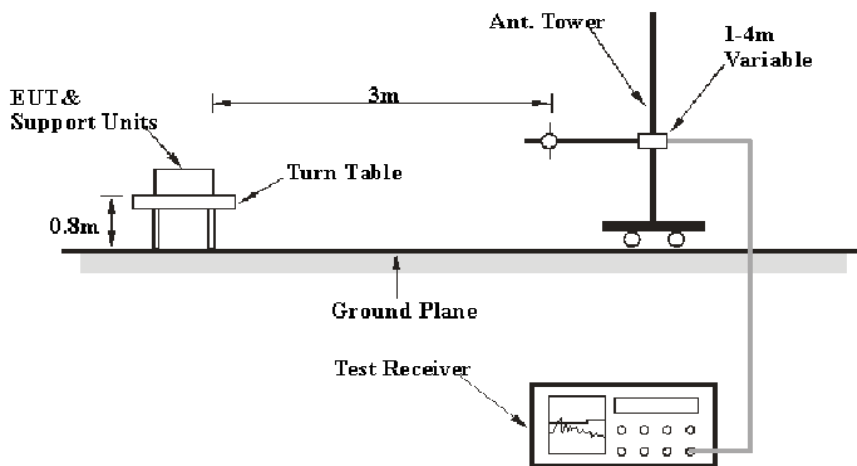 Ant. Tower
1-4m
Variable
3m
EUT&
Support Units
Turn Table
0.8m
Ground Plane
Test Receiver